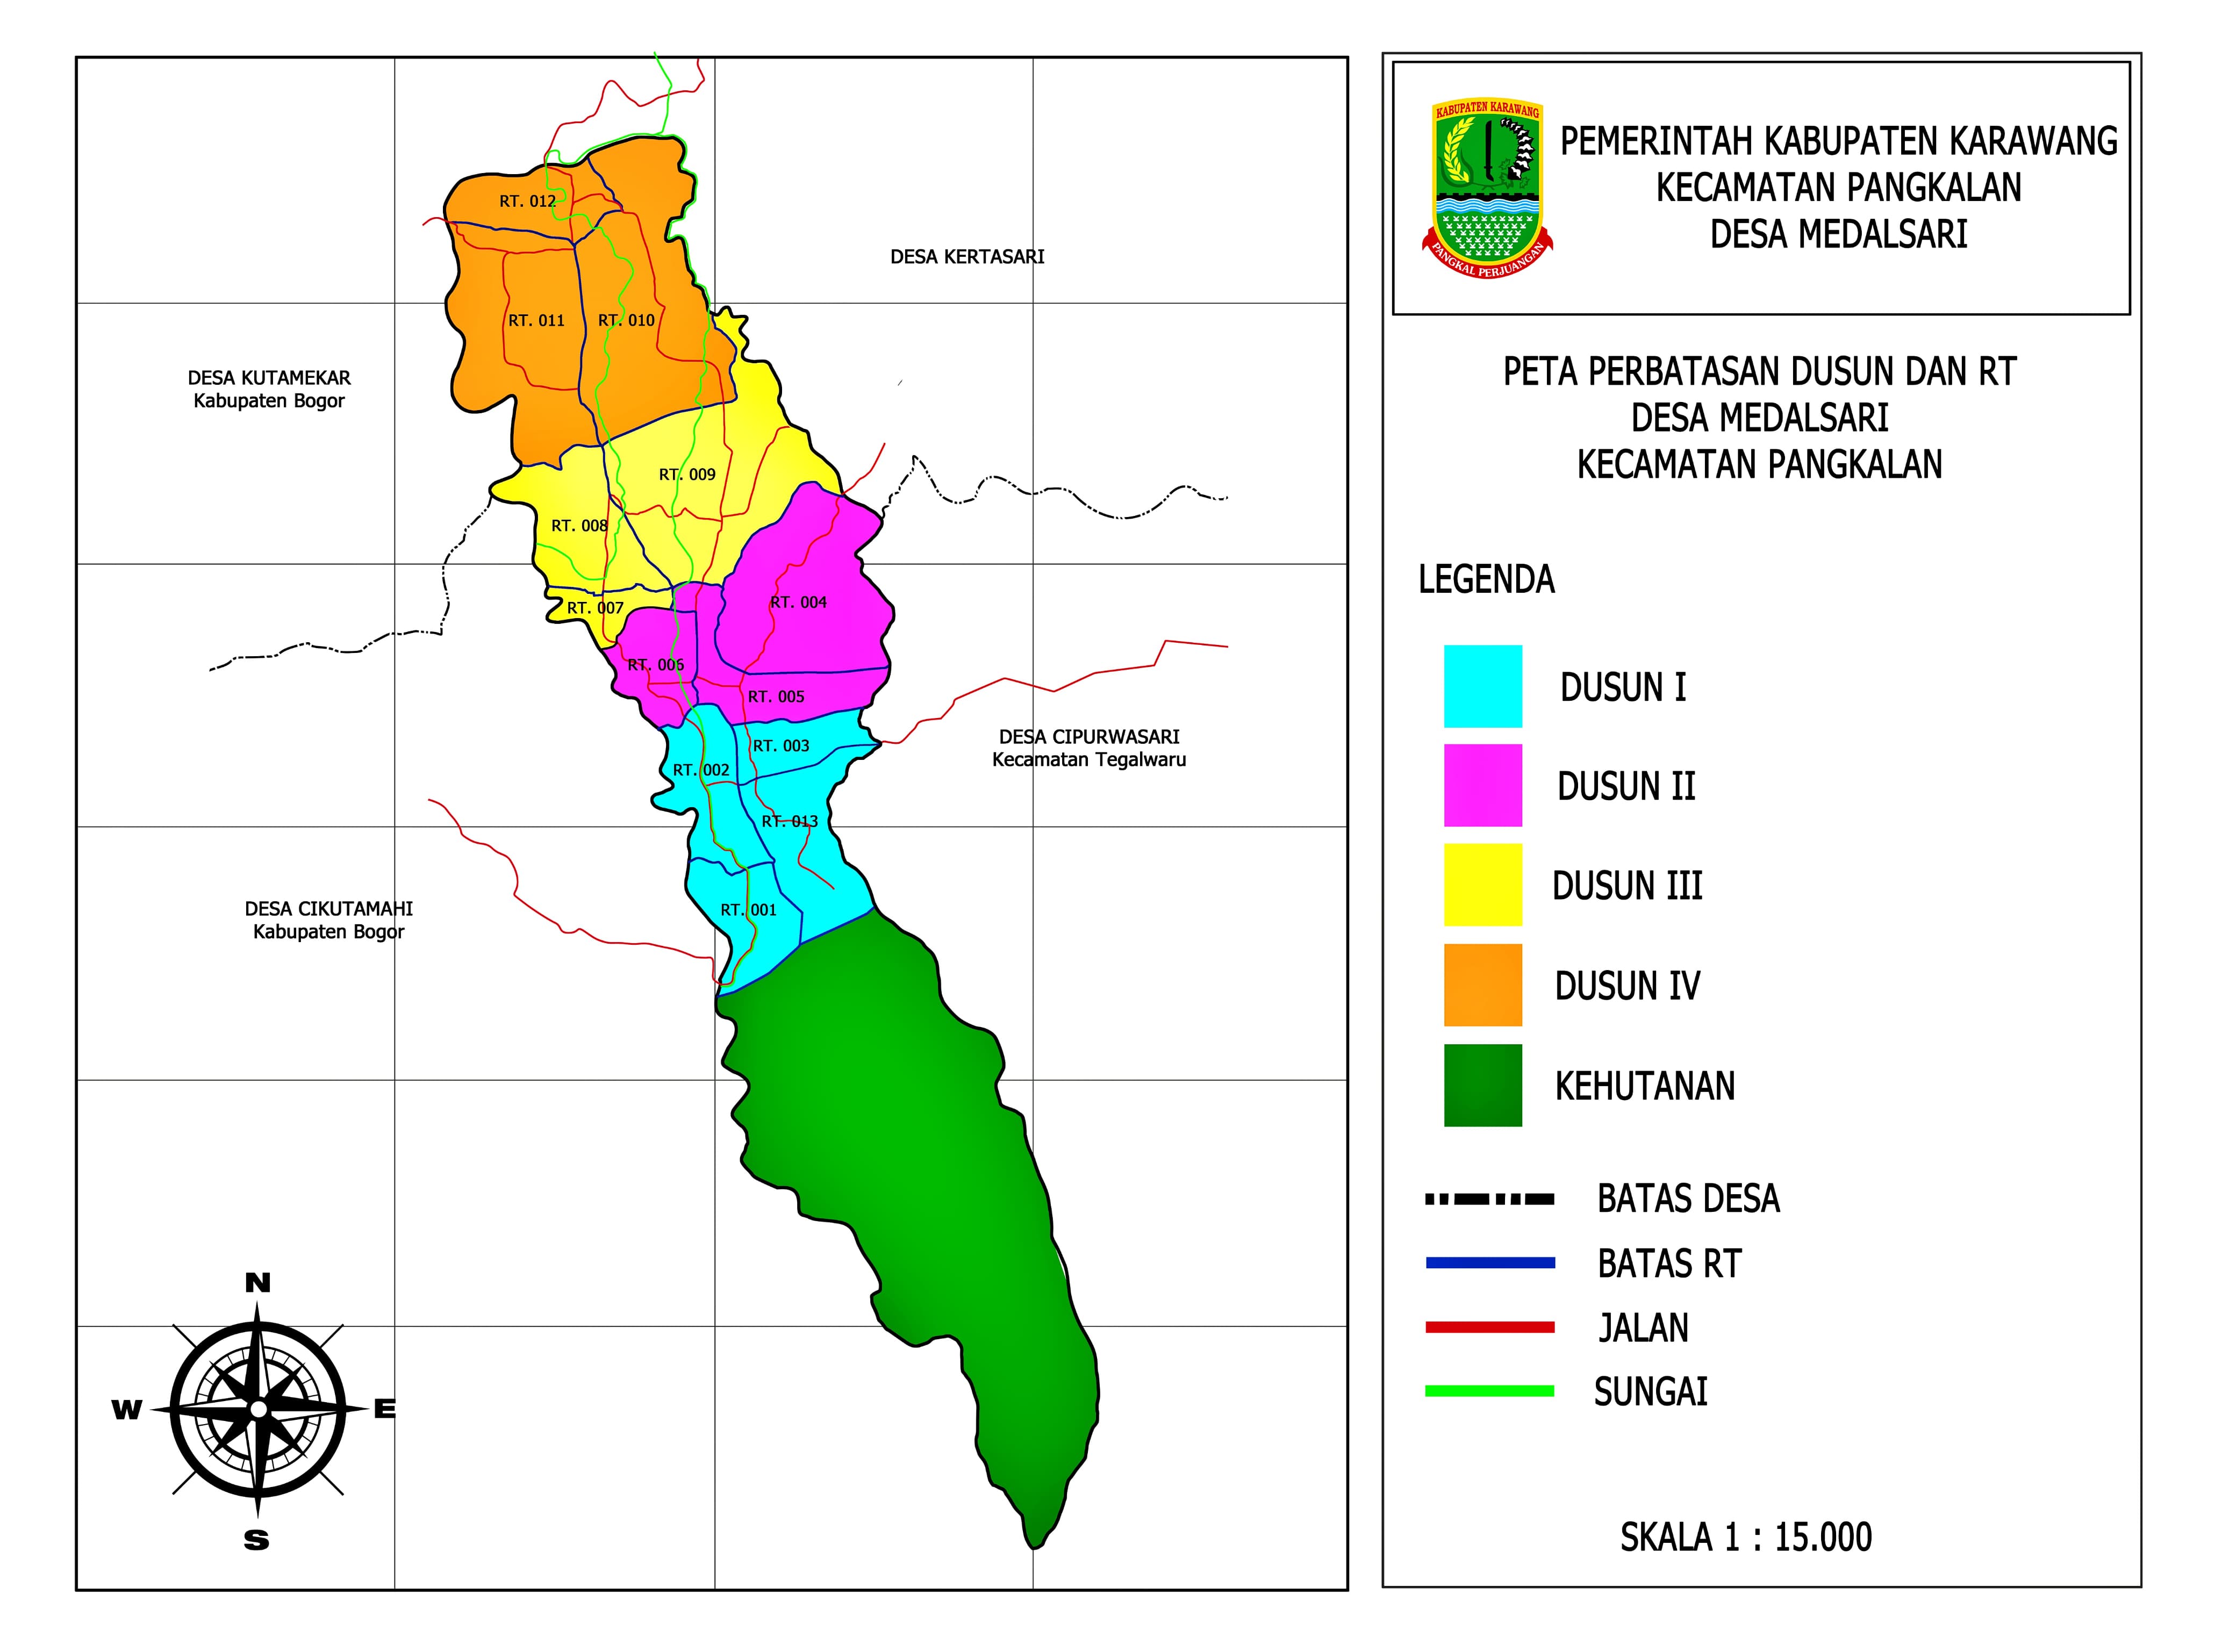 KABUPATEN KARAWANG
PANGKAL PERJUANGAN
PEMERINTAH KABUPATEN KARAWANG
KECAMATAN PANGKALAN
DESA MEDALSARI
PETA PERBATASAN DUSUN DAN RT
DESA MEDALSARI
KECAMATAN PANGKALAN
LEGENDA
DUSUN I
DUSUN II
DUSUN III
DUSUN IV
KEHUTANAN
BATAS DESA
BATAS RT
JALAN
SUNGAI
SKALA 1 : 15.000
RT. 012
DESA KERTASARI
RT. 011
RT. 010
DESA KUTAMEKAR
Kabupaten Bogor
RT. 009
RT. 008
RT. 007
RT. 004
RT. 006
RT. 005
RT. 003
DESA CIPURWASARI
Kecamatan Tegalwaru
RT. 002
RT. 013
DESA CIKUTAMAHI
Kabupaten Bogor
RT. 001
N
W
E
S